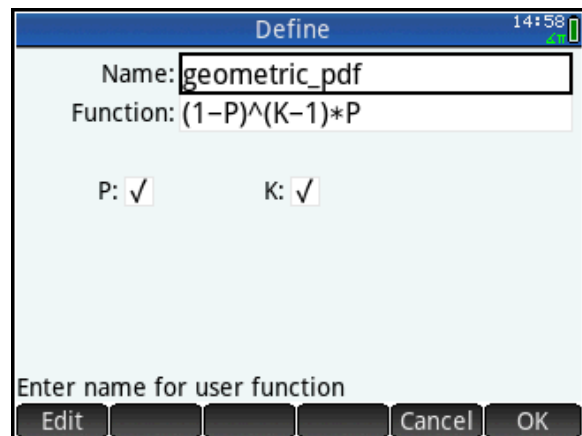 Define 14:58
∡π
Name: geometric_pdf
Function: (1−P)^(K−1)*P
P: √ K: √
Enter name for user function
Edit Cancel OK